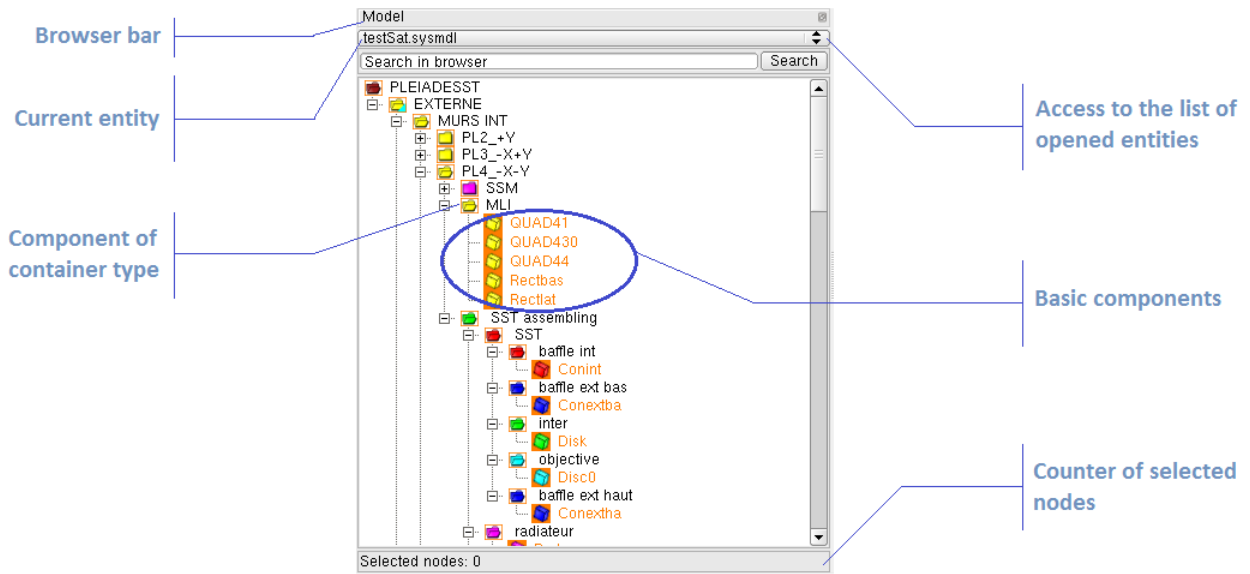 Model
Browser bar
testSat.sysmdl
Search in browser
Search
PLEIADESST
EXTERNE
MURS INT
PL2_+Y
PL3_-X+Y
PL4_-X-Y
SSM
MLI
QUAD41
QUAD430
QUAD44
Rectbas
Rectlat
SST assembling
SST
baffle int
Conint
baffle ext bas
Conextba
inter
Disk
objective
Disc0
baffle ext haut
Conextha
radiateur
Selected nodes: 0
Current entity
Component of
container type
Access to the list of
opened entities
Basic components
Counter of selected
nodes